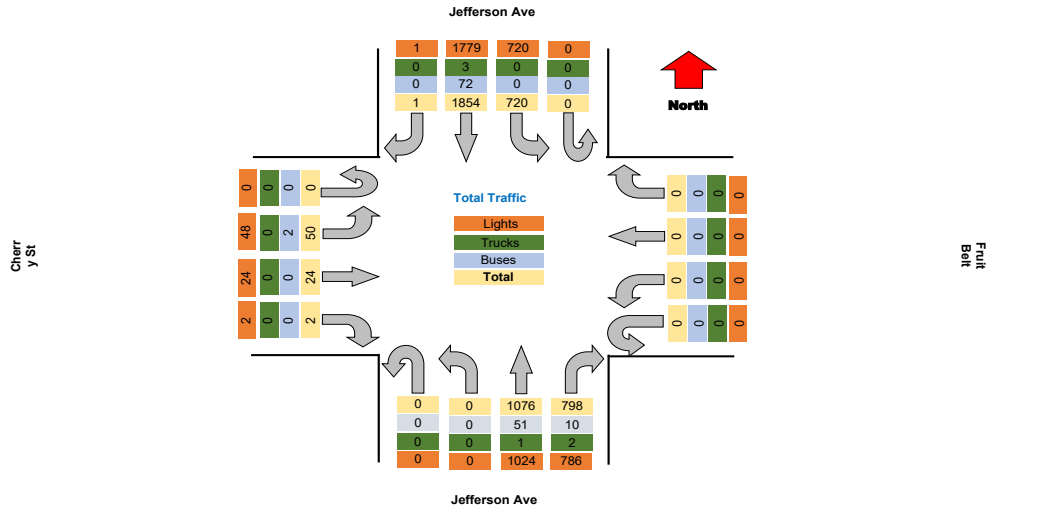 Jefferson Ave
1 1779 720 0
0 3 0 0
0 72 0 0
1 1854 720 0
North
0 0 0 0
48 0 2 50
24 0 0 24
2 0 0 2
Cherr
y St
Total Traffic
Lights
Trucks
Buses
Total
0 0 0 0
0 0 0 0
0 0 0 0
0 0 0 0
Fruit
Belt
0 0 1076 798
0 0 51 10
0 0 1 2
0 0 1024 786
Jefferson Ave